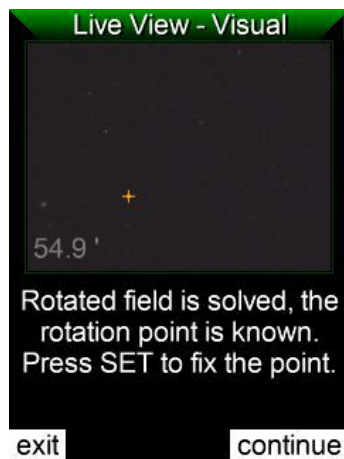 Live View - Visual
54.9 '
Rotated field is solved, the
rotation point is known.
Press SET to fix the point.
exit
continue